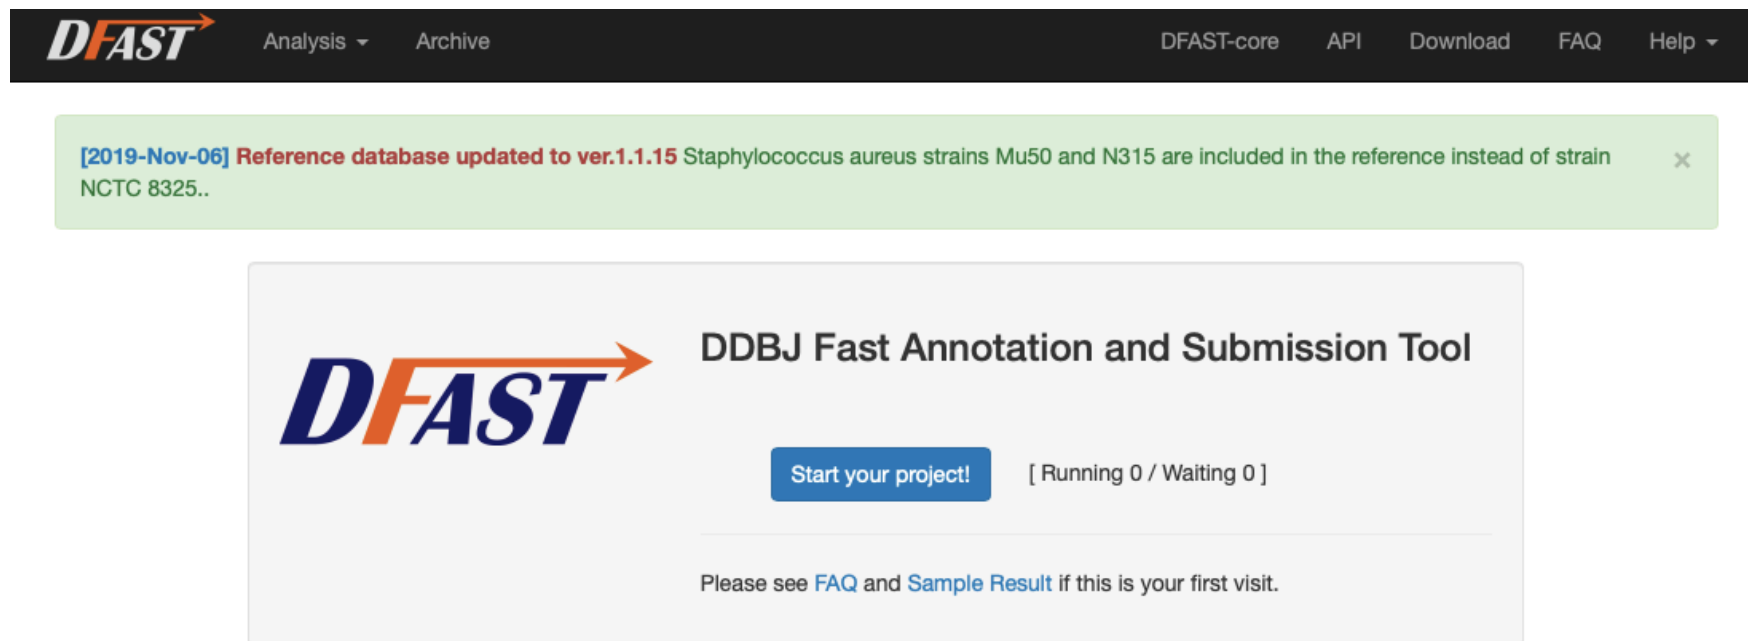 DFAST Analysis Archive DFAST-core API Download FAQ Help
[2019-Nov-06] Reference database updated to ver.1.1.15 Staphylococcus aureus strains Mu50 and N315 are included in the reference instead of strain
NCTC 8325..
×
DFAST
DDBJ Fast Annotation and Submission Tool
Start your project! [ Running 0 / Waiting 0 ]
Please see FAQ and Sample Result if this is your first visit.